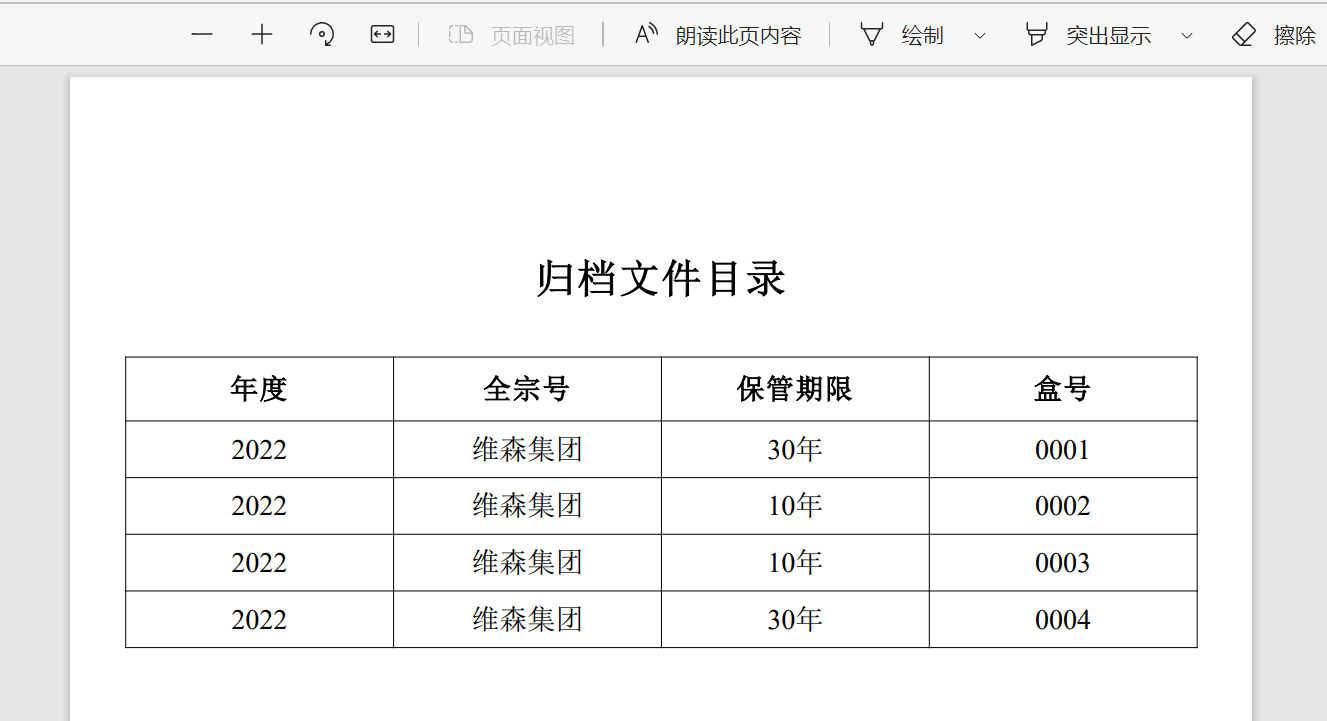 页面视图 朗读此页内容 绘制 突出显示 擦除
归档文件目录
年度 全宗号 保管期限 盒号
2022 维森集团 30年 0001
2022 维森集团 10年 0002
2022 维森集团 10年 0003
2022 维森集团 30年 0004